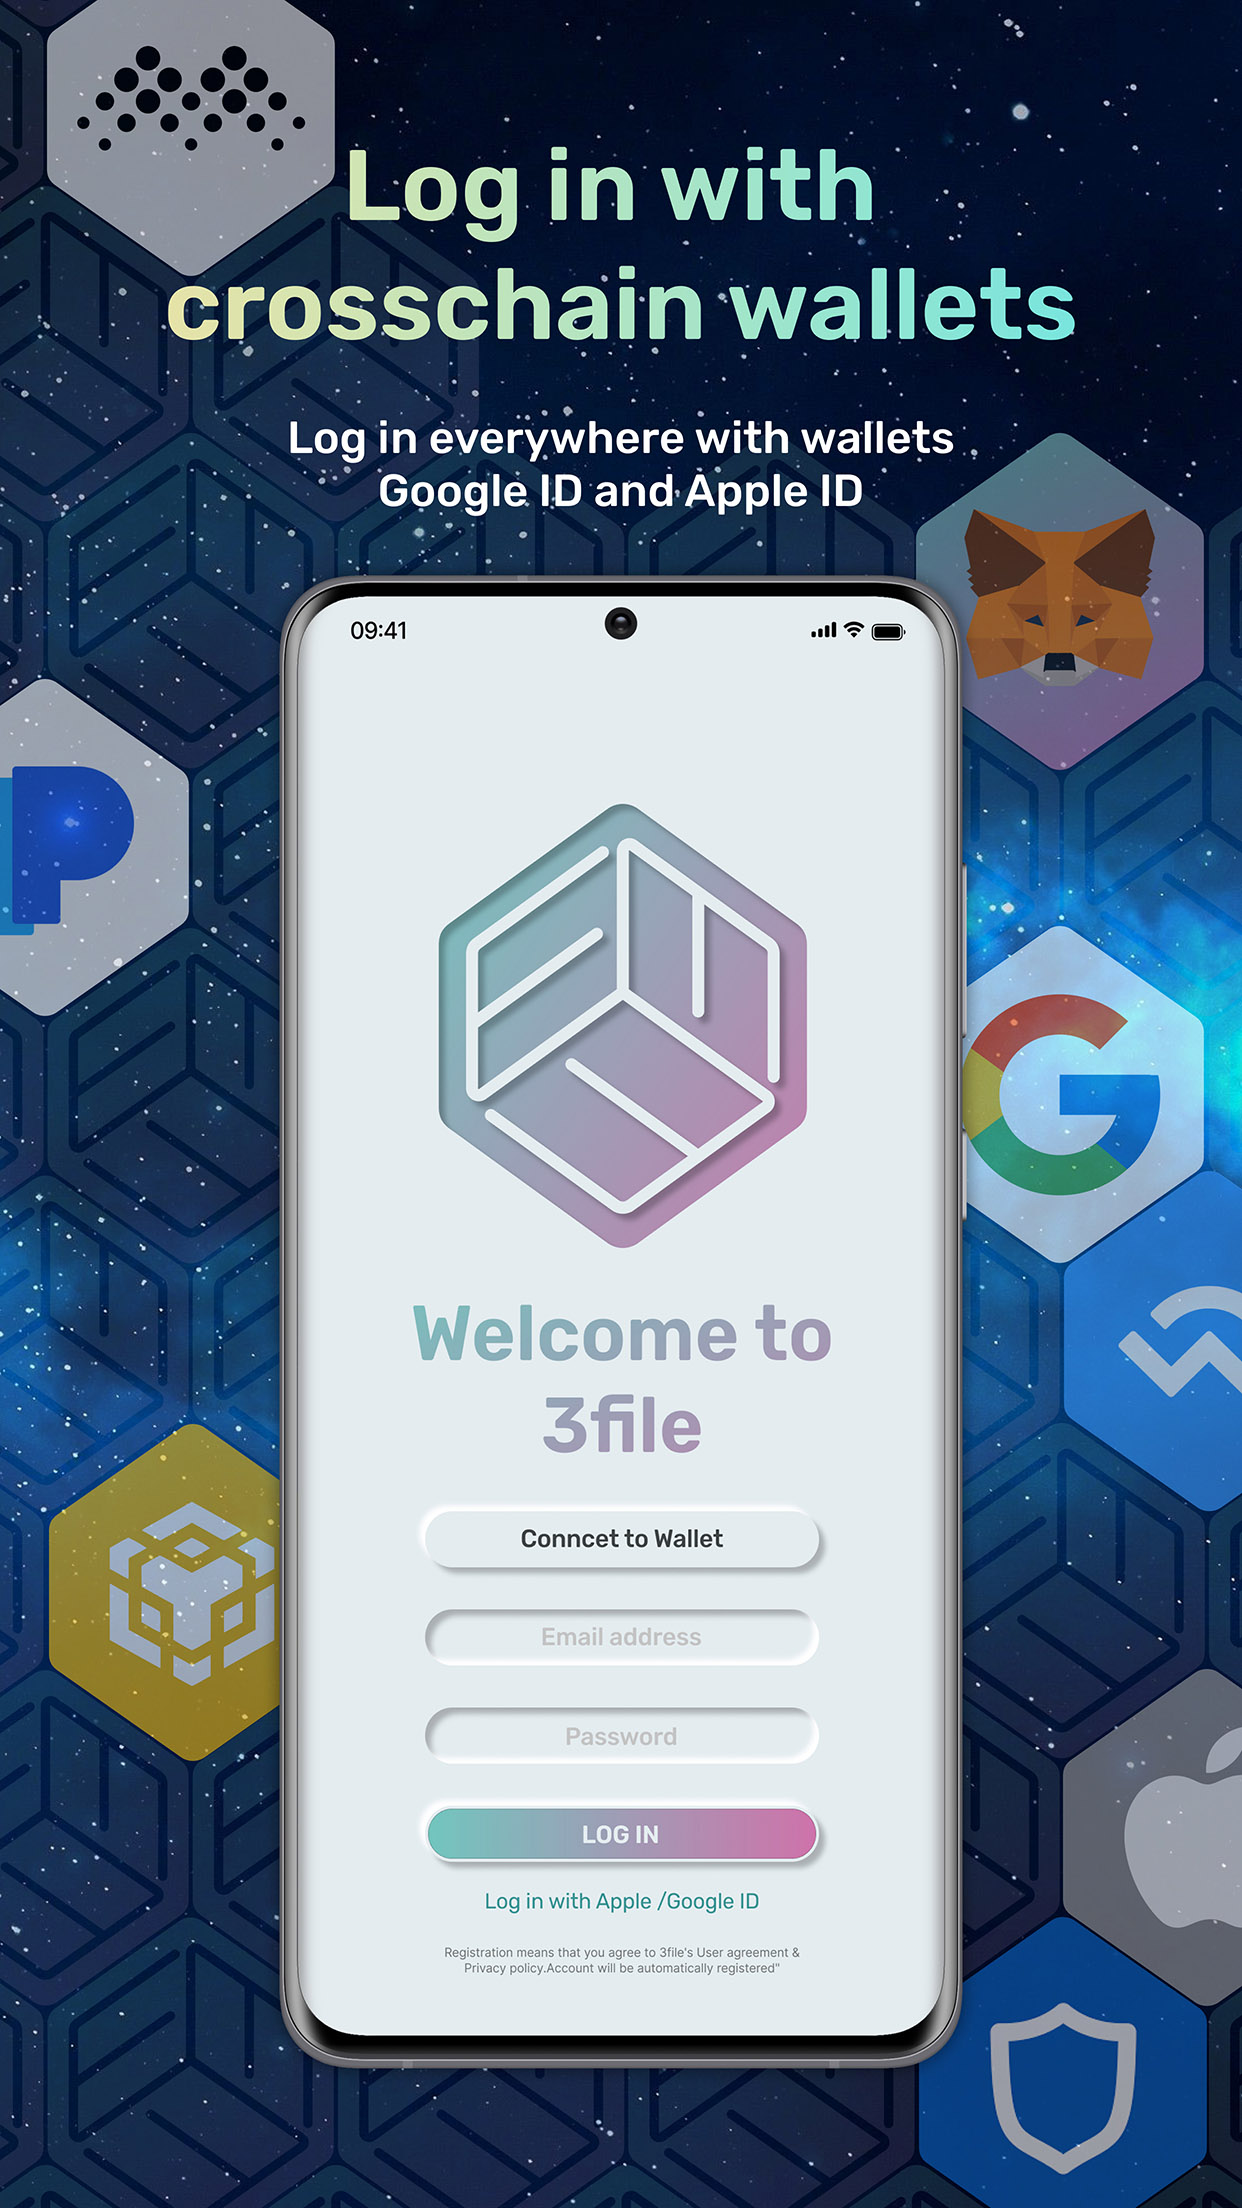 Log in with
crosschain wallets
Log in everywhere with wallets
Google ID and Apple ID
09:41
Welcome to
3file
Conncet to Wallet
Email address
Password
LOG IN
Log in with Apple /Google ID
Registration means that you agree to 3file's User agreement &
Privacy policy.Account will be automatically registered"